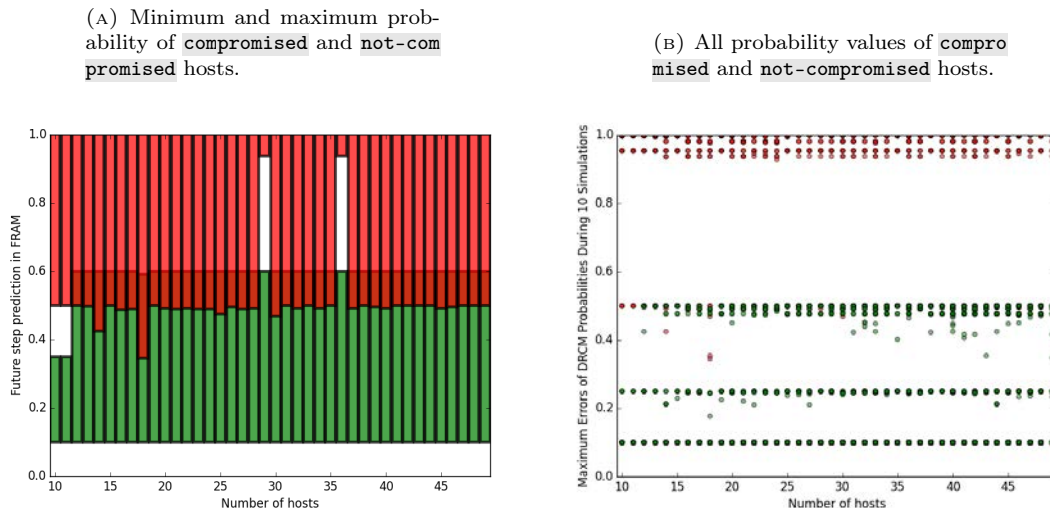 (A) Minimum and maximum prob-
ability of compromised and not-com
promised hosts.
(B) All probability values of compro
mised and not-compromised hosts.
Future step prediction in FRAM
1.0
0.8
0.6
0.4
0.2
0.0
10 15 20 25 30 35 40 45
Number of hosts
Maximum Errors of DRCM Probabilities During 10 Simulations
1.0
0.8
0.6
0.4
0.2
0.0
10 15 20 25 30 35 40 45
Number of hosts